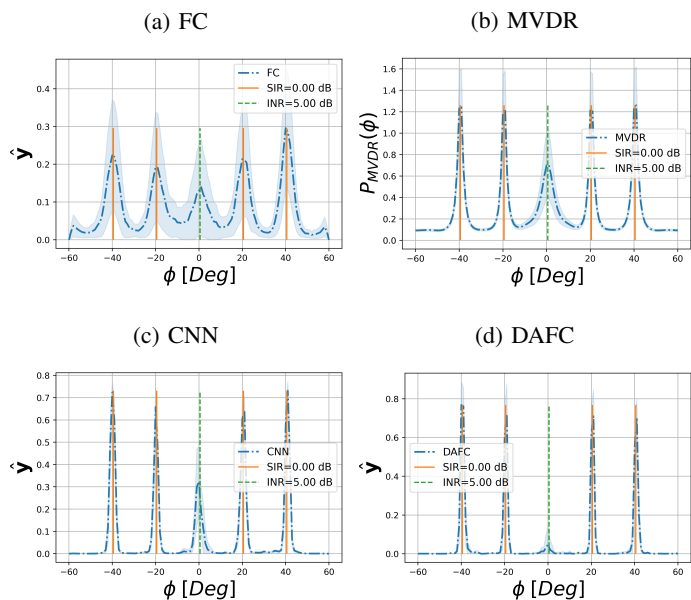 (a) FC
0.4
0.3
0.2
0.1
0.0
ŷ
FC
SIR=0.00 dB
INR=5.00 dB
−60 −40 −20 0 20 40 60
ϕ [Deg]
(b) MVDR
1.6
1.4
1.2
1.0
0.8
0.6
0.4
0.2
0.0
P_MVDR(ϕ)
MVDR
SIR=0.00 dB
INR=5.00 dB
−60 −40 −20 0 20 40 60
ϕ [Deg]
(c) CNN
0.8
0.7
0.6
0.5
0.4
0.3
0.2
0.1
0.0
ŷ
CNN
SIR=0.00 dB
INR=5.00 dB
−60 −40 −20 0 20 40 60
ϕ [Deg]
(d) DAFC
0.8
0.6
0.4
0.2
0.0
ŷ
DAFC
SIR=0.00 dB
INR=5.00 dB
−60 −40 −20 0 20 40 60
ϕ [Deg]